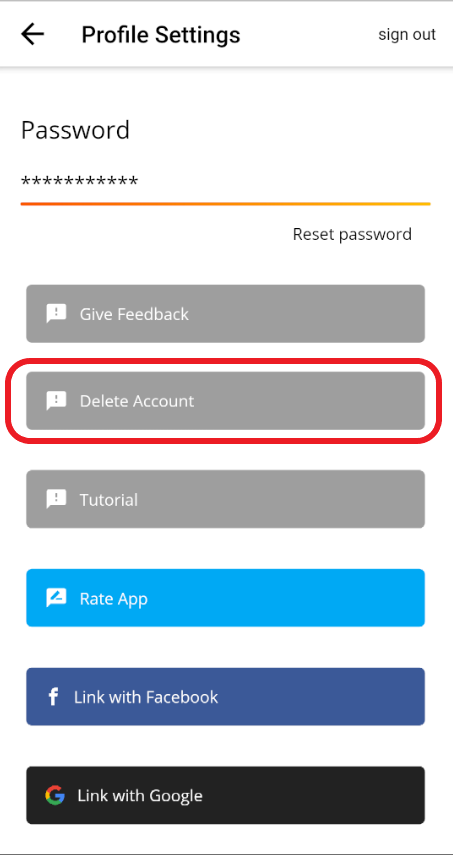 Profile Settings sign out
Password
***********
Reset password
Give Feedback
Delete Account
Tutorial
Rate App
Link with Facebook
Link with Google